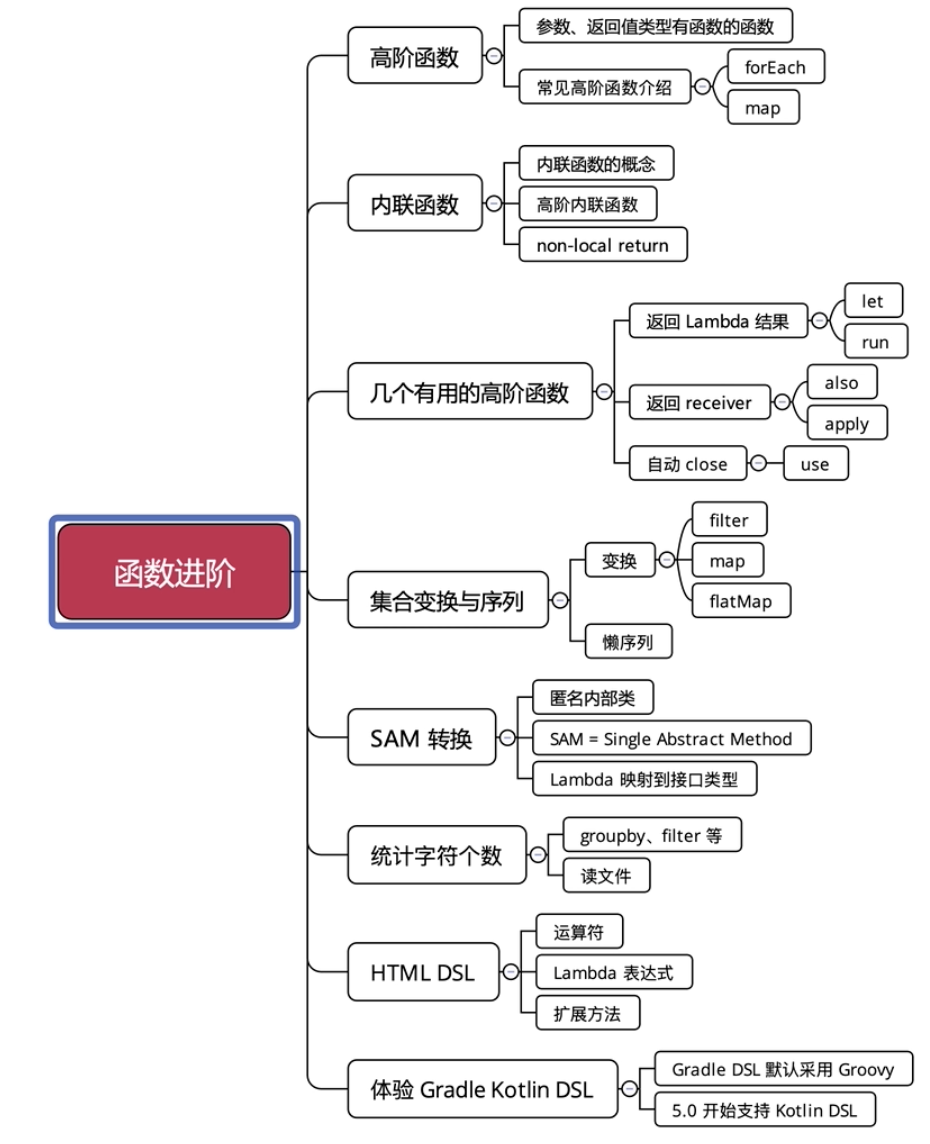 函数进阶
高阶函数
参数、返回值类型有函数的函数
常见高阶函数介绍
forEach
map
内联函数
内联函数的概念
高阶内联函数
non-local return
几个有用的高阶函数
返回 Lambda 结果
let
run
返回 receiver
also
apply
自动 close
use
集合变换与序列
变换
filter
map
flatMap
懒序列
SAM 转换
匿名内部类
SAM = Single Abstract Method
Lambda 映射到接口类型
统计字符个数
groupby、filter 等
读文件
HTML DSL
运算符
Lambda 表达式
扩展方法
体验 Gradle Kotlin DSL
Gradle DSL 默认采用 Groovy
5.0 开始支持 Kotlin DSL